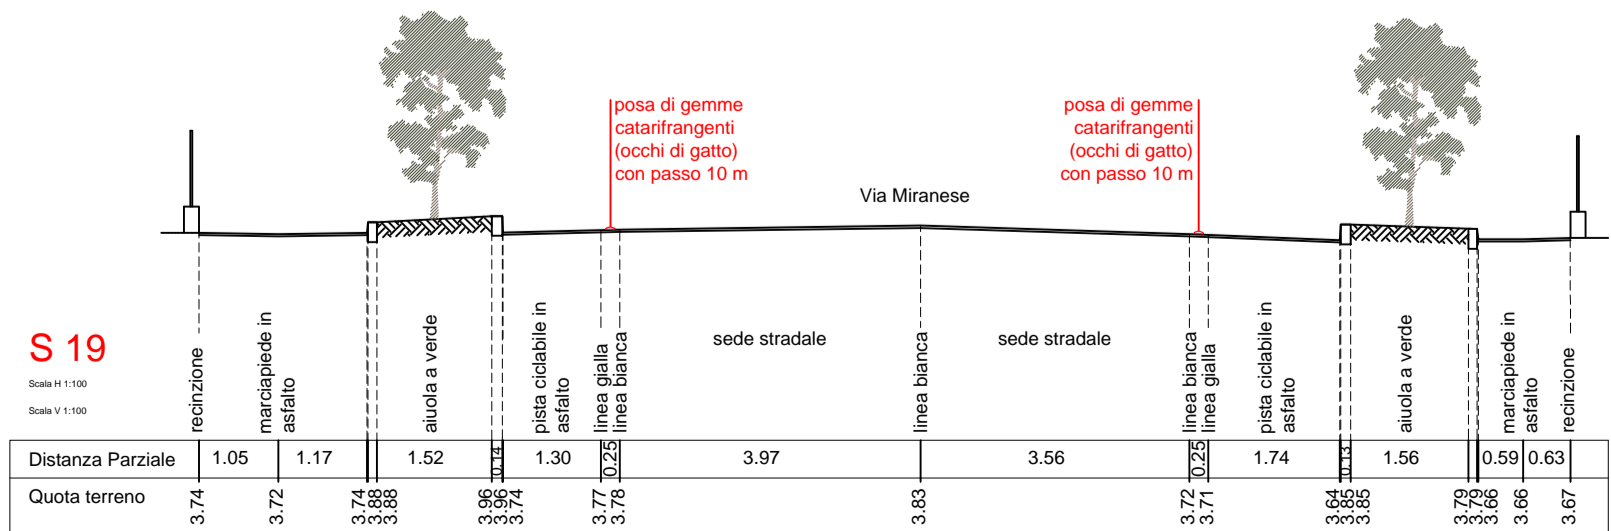 posa di gemme
catarifrangenti
(occhi di gatto)
con passo 10 m
posa di gemme
catarifrangenti
(occhi di gatto)
con passo 10 m
Via Miranese
S 19
Scala H 1:100
Scala V 1:100
recinzione
marciapiede in
asfalto
aiuola a verde
pista ciclabile in
asfalto
linea gialla
linea bianca
sede stradale
linea bianca
sede stradale
linea bianca
linea gialla
pista ciclabile in
asfalto
aiuola a verde
marciapiede in
asfalto
recinzione
Distanza Parziale 1.05 1.17 1.52 0.14 1.30 0.25 3.97 3.56 0.25 1.74 0.13 1.56 0.59 0.63
Quota terreno 3.74 3.72 3.74 3.88 3.88 3.96 3.96 3.74 3.77 3.78 3.83 3.72 3.71 3.64 3.85 3.85 3.79 3.79 3.66 3.66 3.67